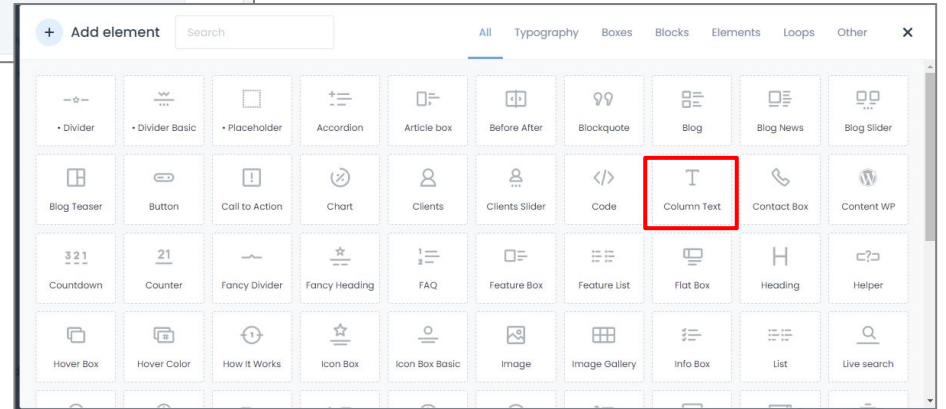 + Add element Search All Typography Boxes Blocks Elements Loops Other ×
• Divider • Divider Basic • Placeholder Accordion Article box Before After Blockquote Blog Blog News Blog Slider
Blog Teaser Button Call to Action Chart Clients Clients Slider Code Column Text Contact Box Content WP
3 2 1 21
Countdown Counter Fancy Divider Fancy Heading FAQ Feature Box Feature List Flat Box Heading Helper
Hover Box Hover Color How It Works Icon Box Icon Box Basic Image Image Gallery Info Box List Live search